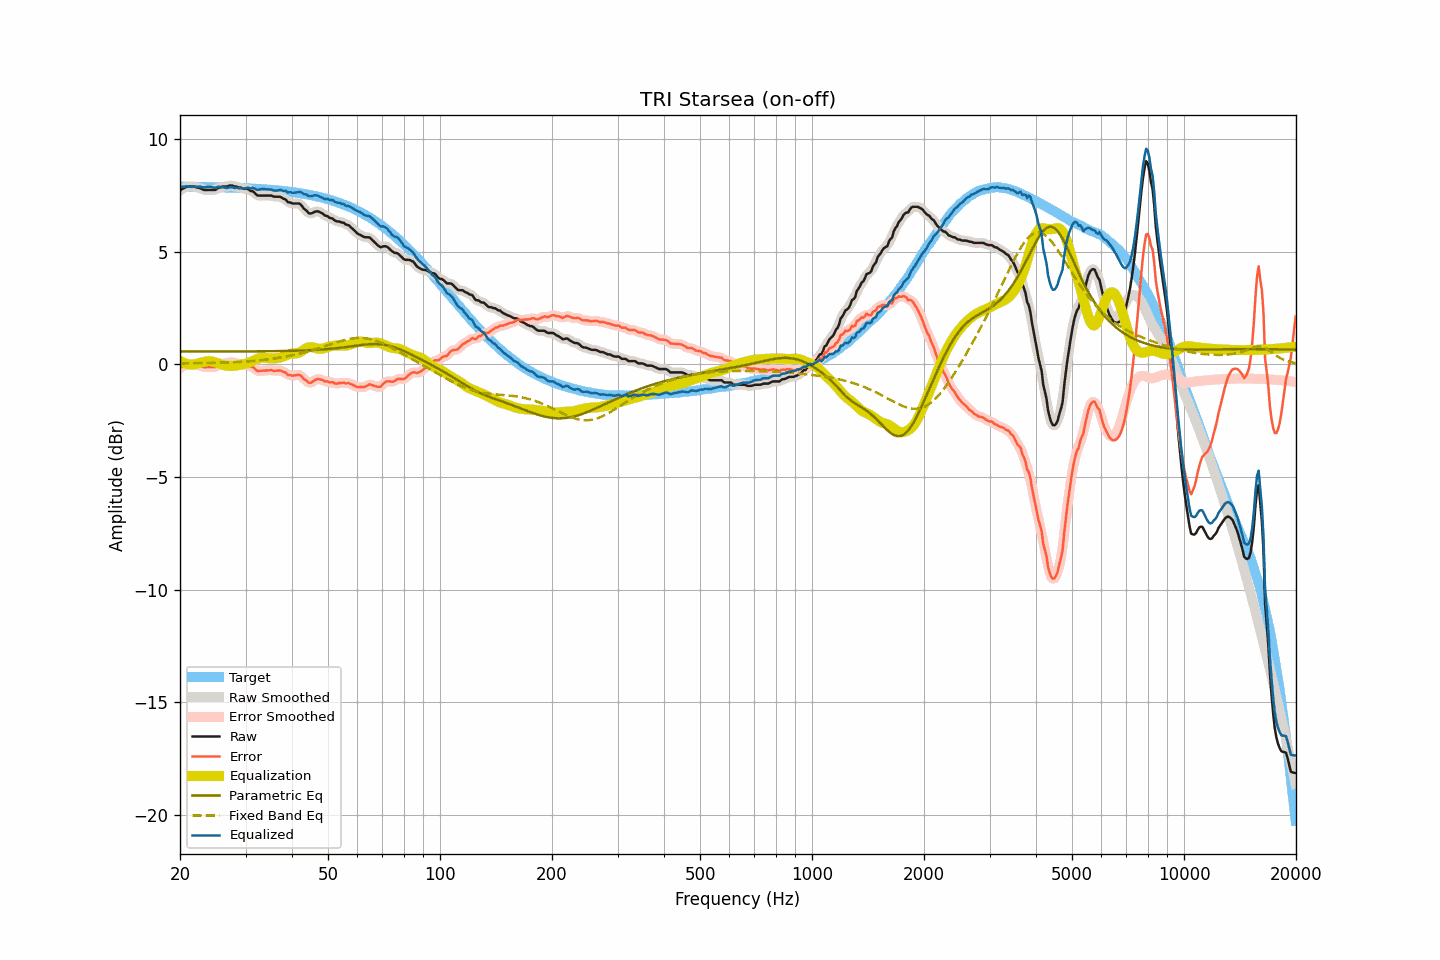 TRI Starsea (on-off)
10
5
0
−5
−10
−15
−20
Amplitude (dBr)
Target
Raw Smoothed
Error Smoothed
Raw
Error
Equalization
Parametric Eq
Fixed Band Eq
Equalized
20 50 100 200 500 1000 2000 5000 10000 20000
Frequency (Hz)